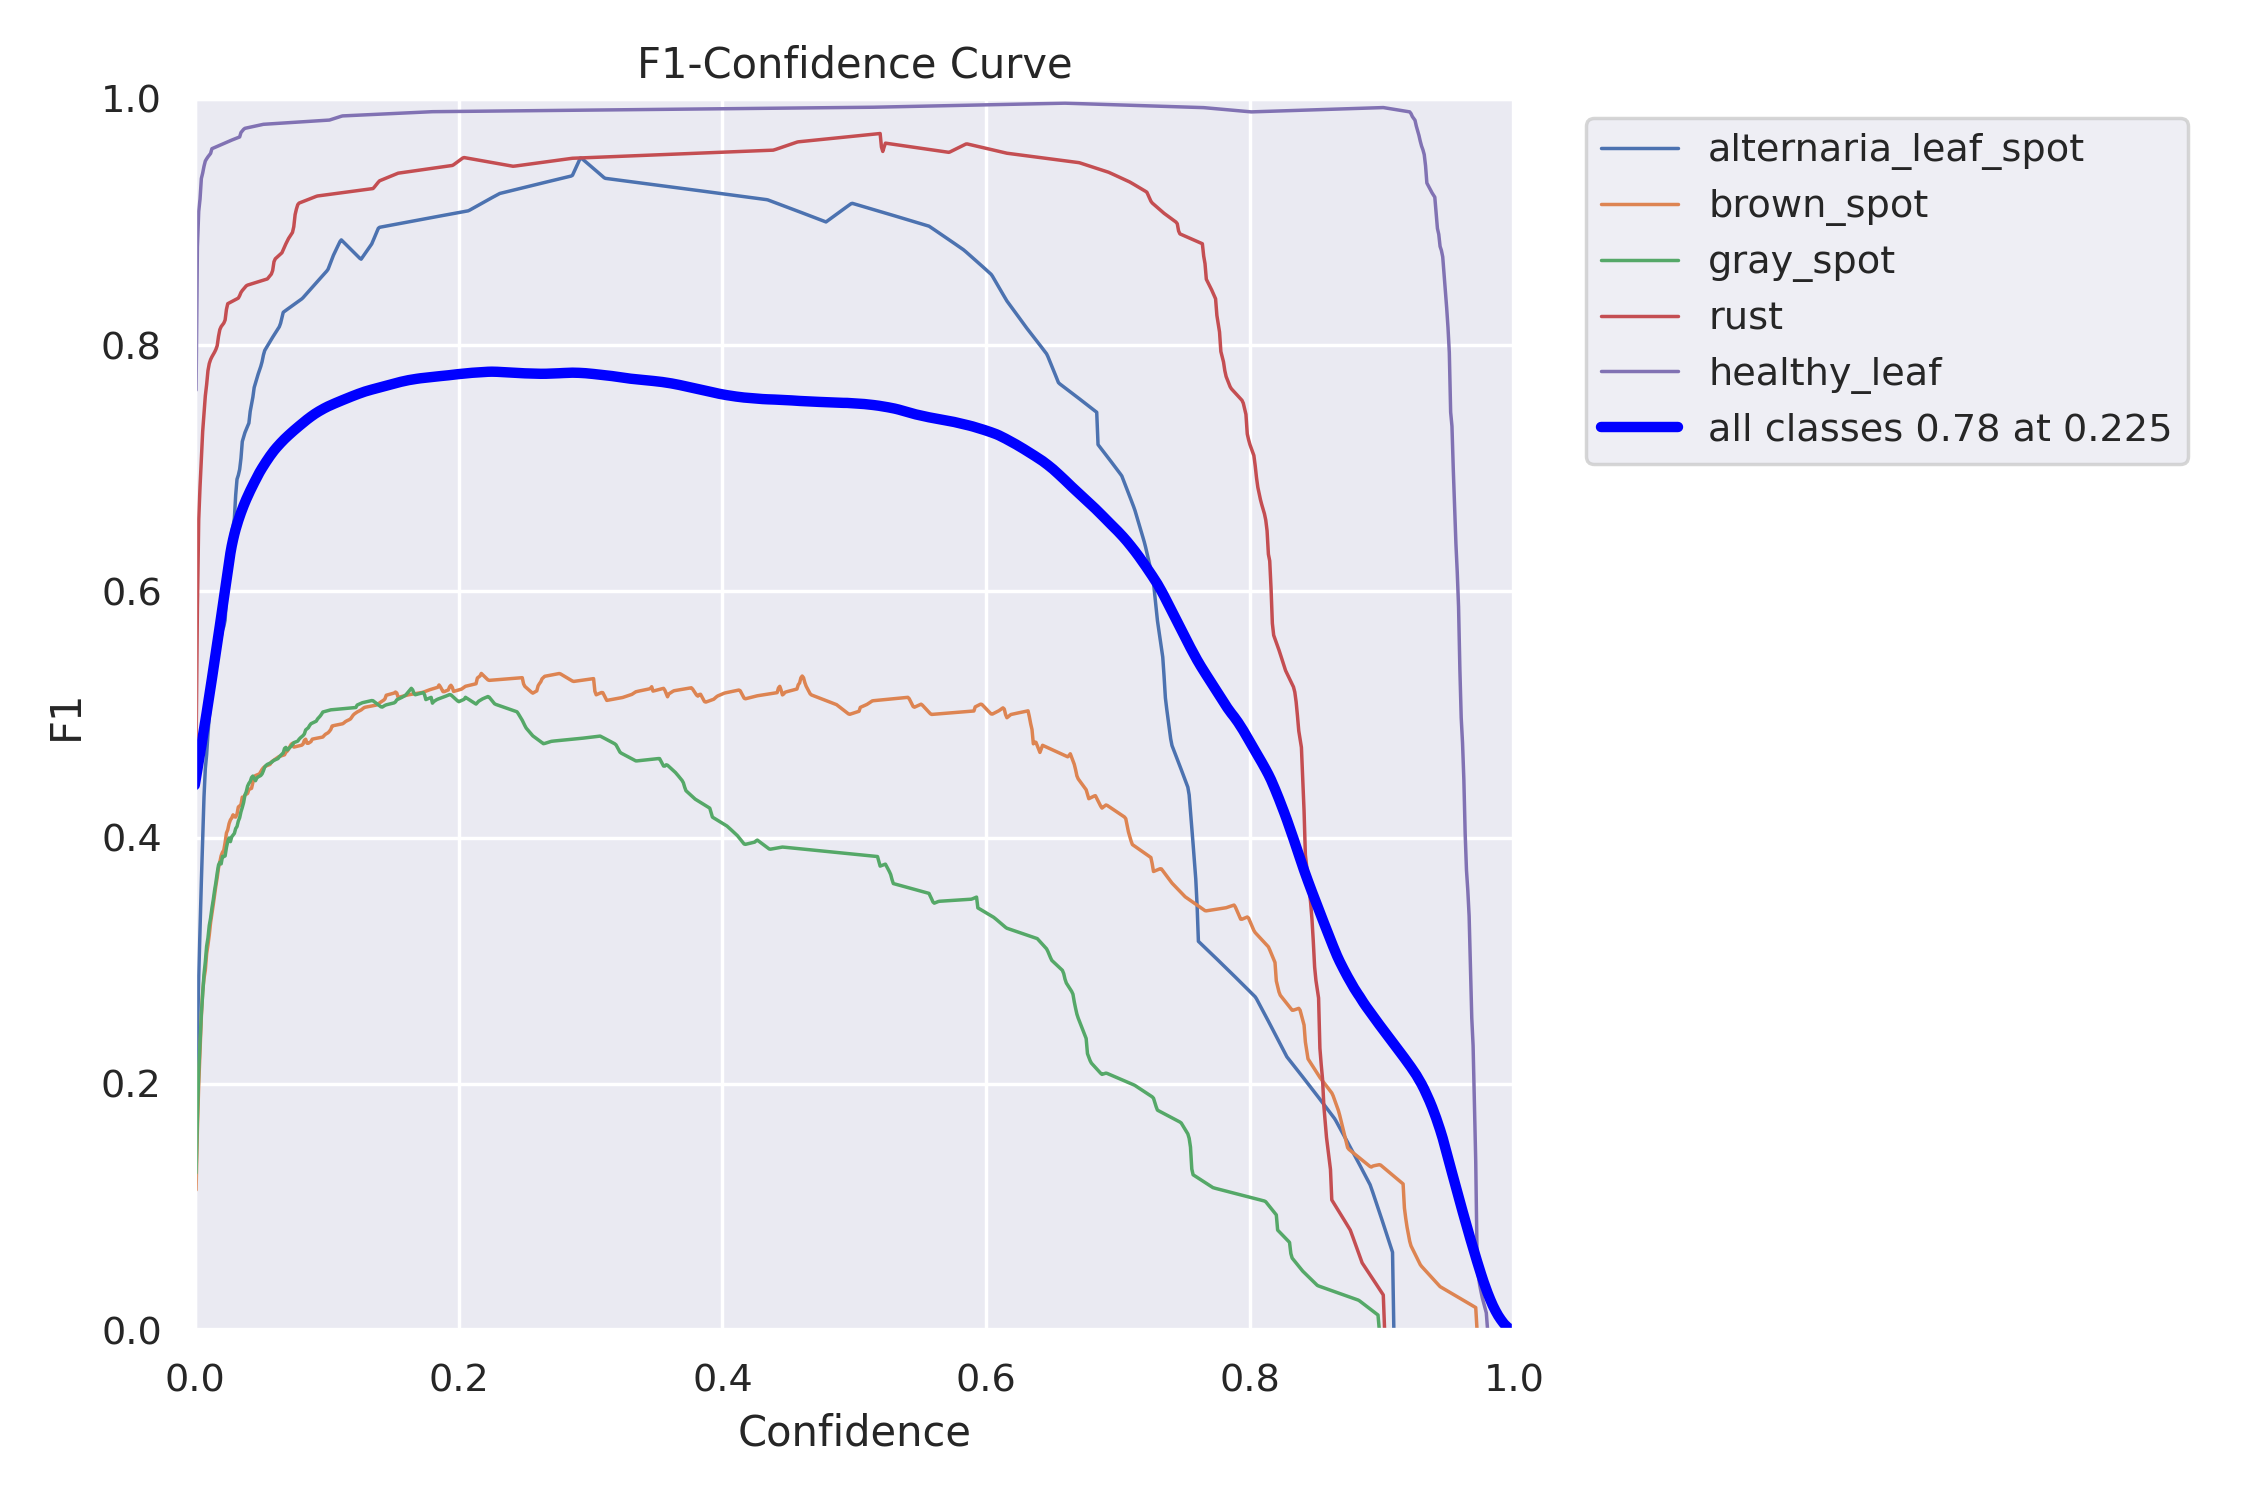 F1-Confidence Curve
1.0
0.8
0.6
0.4
0.2
0.0
F1
0.0 0.2 0.4 0.6 0.8 1.0
Confidence
alternaria_leaf_spot
brown_spot
gray_spot
rust
healthy_leaf
all classes 0.78 at 0.225